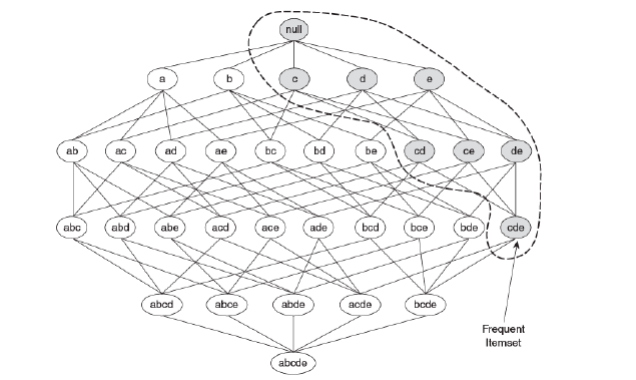 null
a b c d e
ab ac ad ae bc bd be cd ce de
abc abd abe acd ace ade bcd bce bde cde
abcd abce abde acde bcde
Frequent
Itemset
abcde